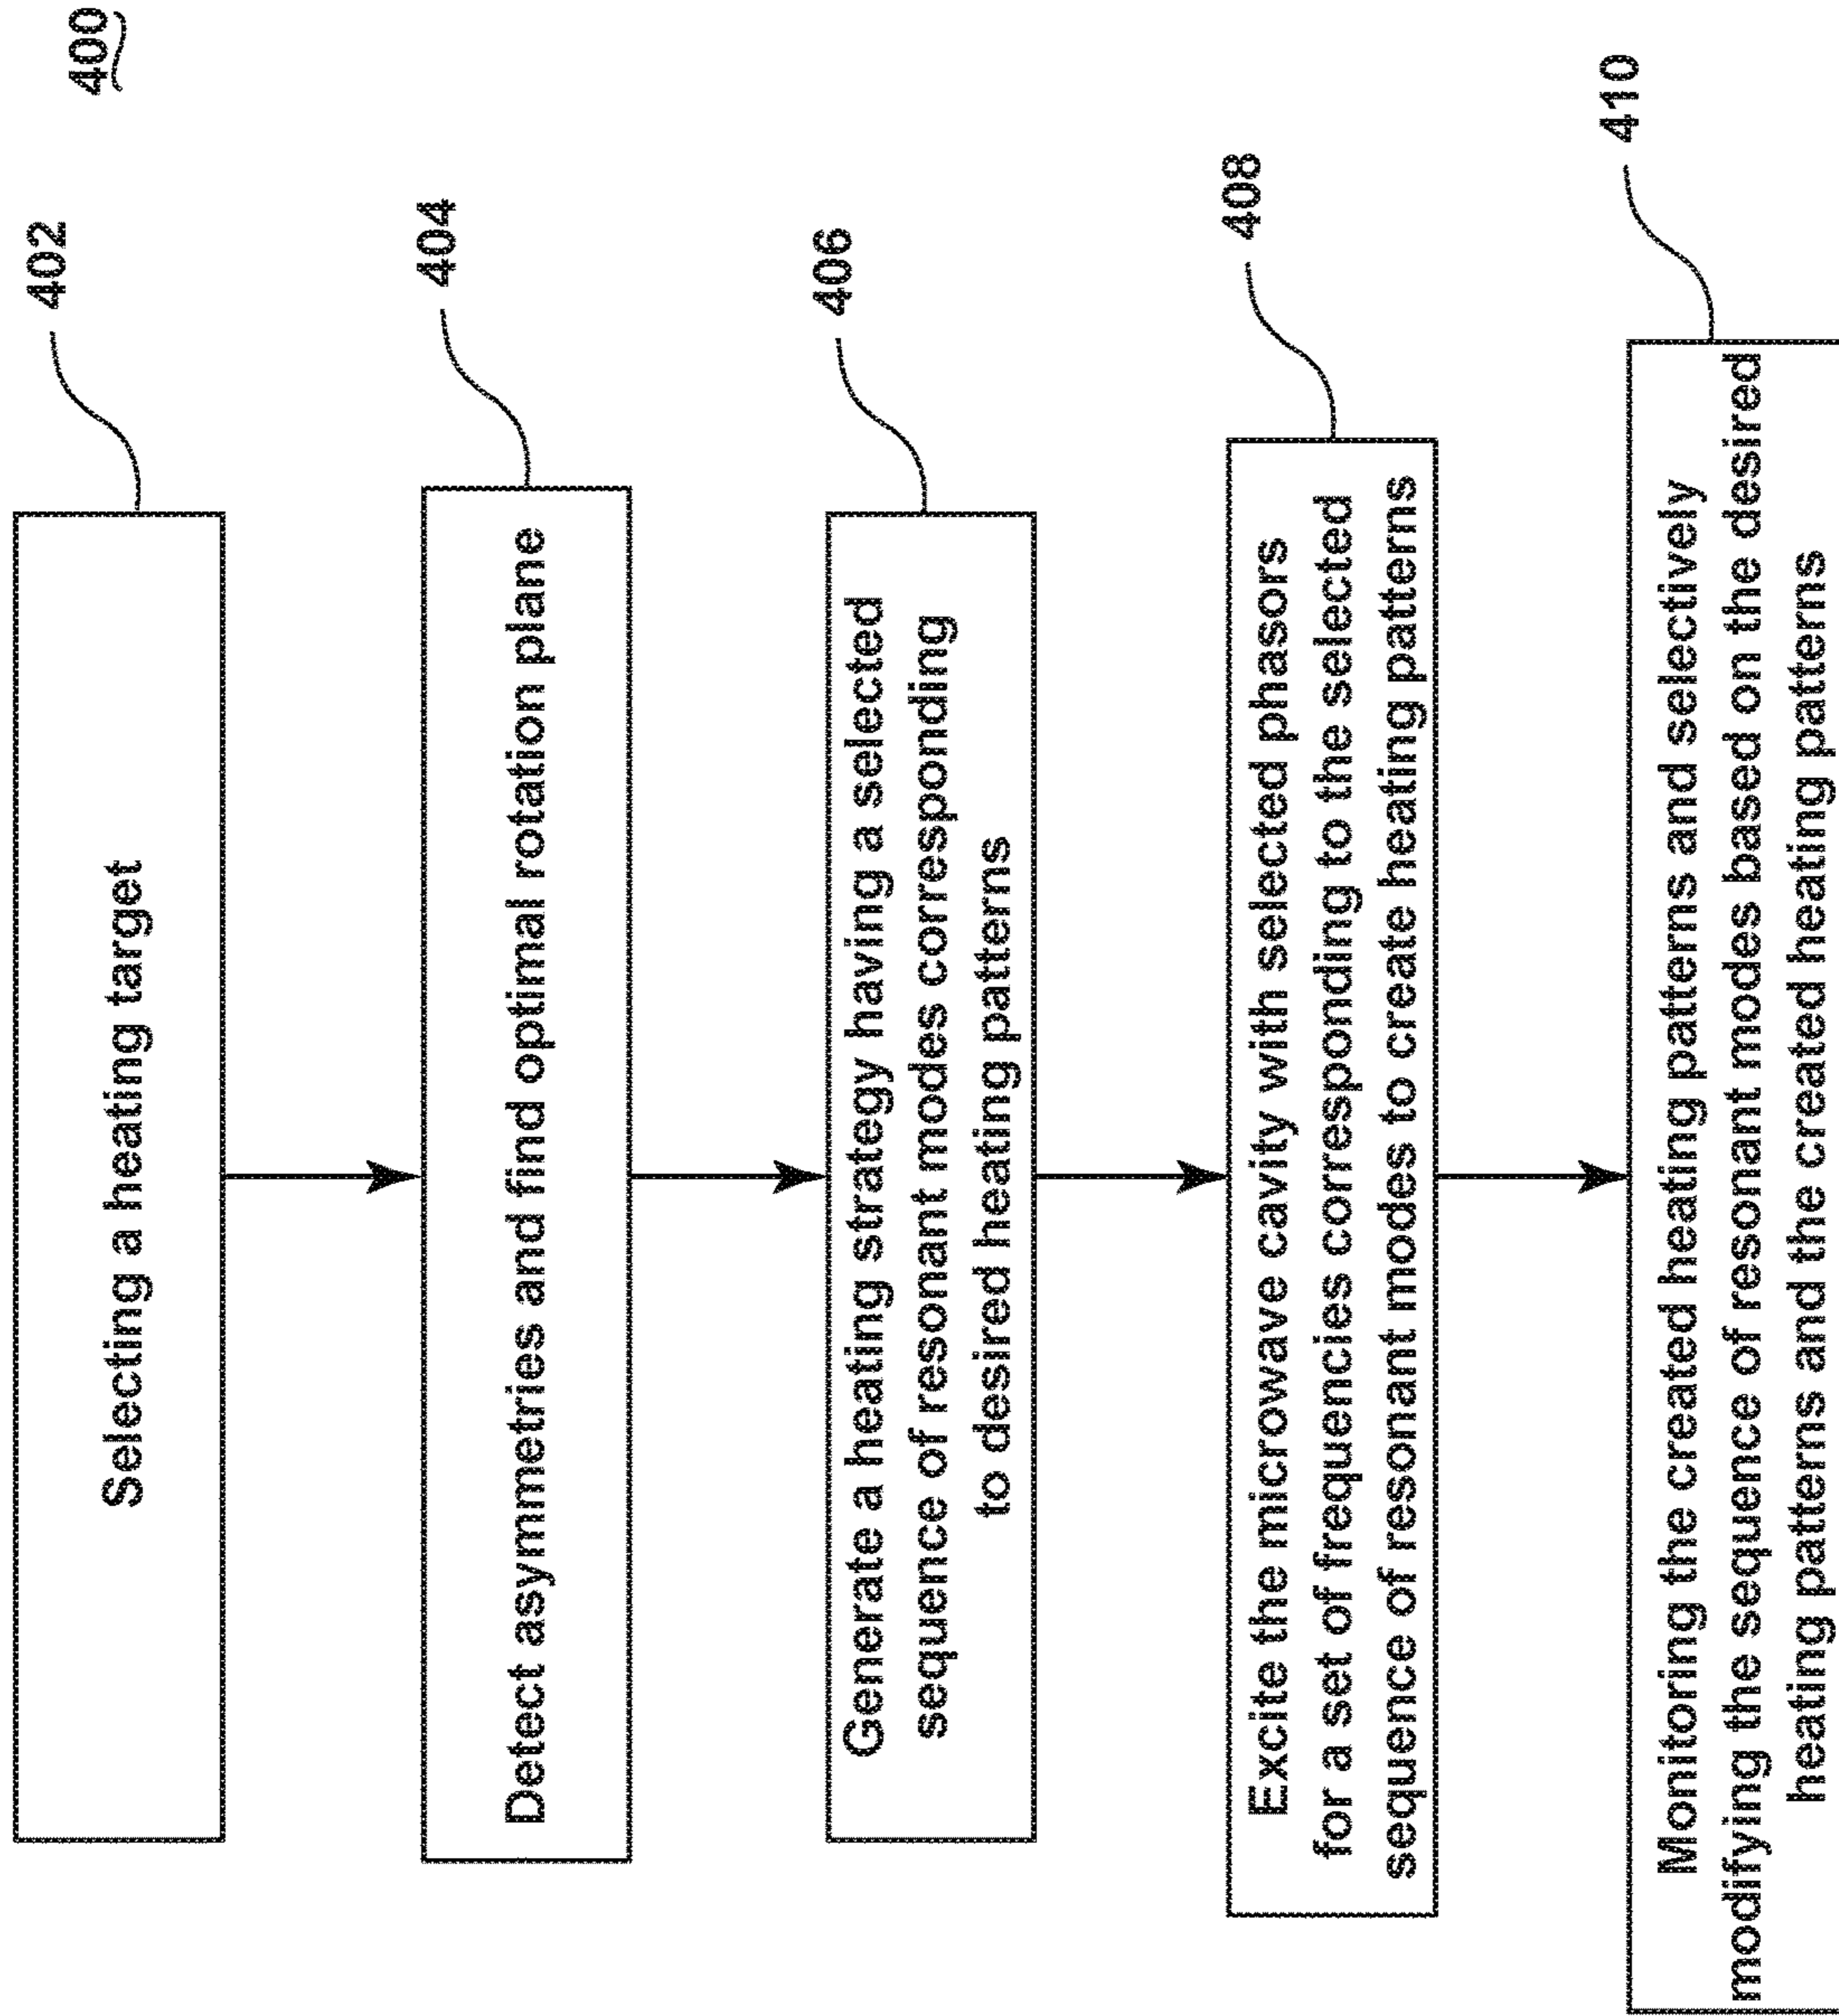 400
402
Selecting a heating target
404
Detect asymmetries and find optimal rotation plane
406
Generate a heating strategy having a selected
sequence of resonant modes corresponding
to desired heating patterns
408
Excite the microwave cavity with selected phasors
for a set of frequencies corresponding to the selected
sequence of resonant modes to create heating patterns
410
Monitoring the created heating patterns and selectively
modifying the sequence of resonant modes based on the desired
heating patterns and the created heating patterns